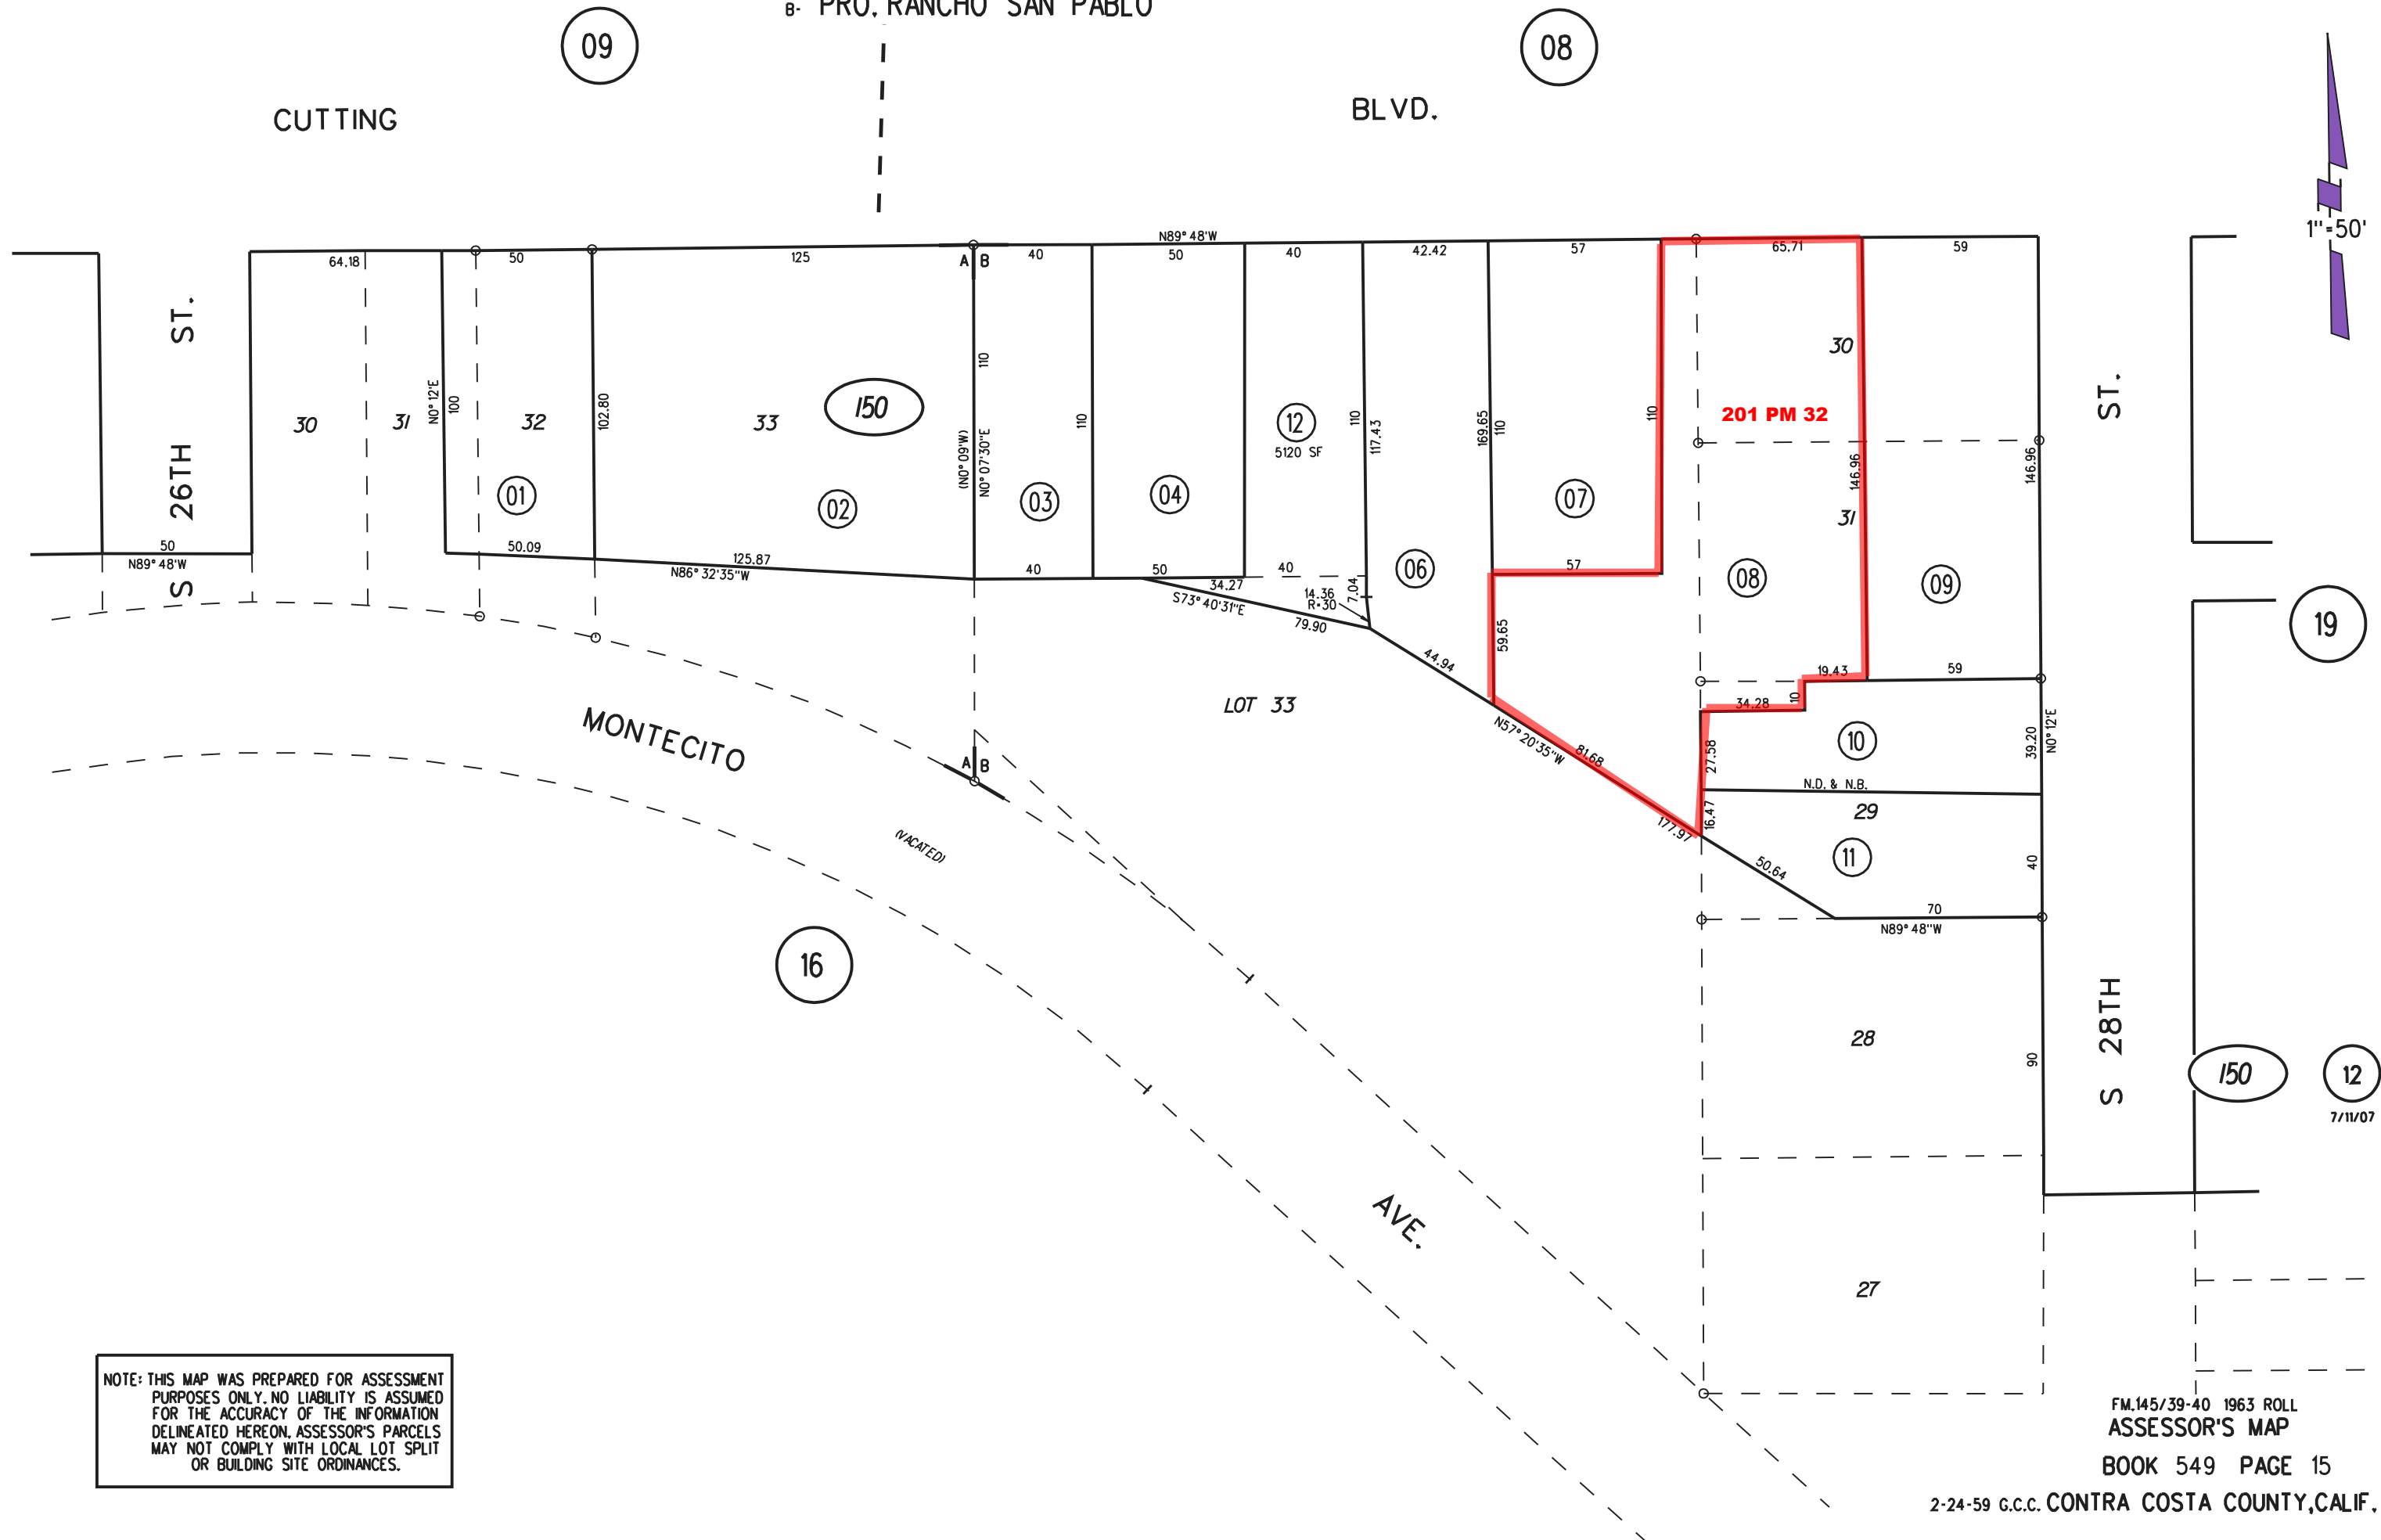 B- PRO. RANCHO SAN PABLO
09
08
CUTTING
BLVD.
1"=50'
N89°48'W
64.18
50
125
A
B
40
50
40
42.42
57
65.71
59
S 26TH ST.
S 28TH ST.
30
31
N0°12'E
100
32
102.80
33
150
110
(N0°09'W)
N0°07'30"E
110
12
5120 SF
110
117.43
169.65
110
110
30
201 PM 32
146.96
146.96
31
01
02
03
04
06
07
08
09
50
N89°48'W
50.09
125.87
N86°32'35"W
40
50
40
57
34.27
S73°40'31"E
14.36
R=30
7.04
79.90
59.65
44.94
19.43
59
10
34.28
19
LOT 33
MONTECITO
N57°20'35"W
81.68
27.58
10
39.20
N0°12'E
A
B
N.D. & N.B.
29
16.47
177.97
(VACATED)
50.64
11
40
70
N89°48"W
16
28
90
150
12
7/11/07
AVE.
27
NOTE: THIS MAP WAS PREPARED FOR ASSESSMENT
PURPOSES ONLY. NO LIABILITY IS ASSUMED
FOR THE ACCURACY OF THE INFORMATION
DELINEATED HEREON. ASSESSOR'S PARCELS
MAY NOT COMPLY WITH LOCAL LOT SPLIT
OR BUILDING SITE ORDINANCES.
FM.145/39-40 1963 ROLL
ASSESSOR'S MAP
BOOK 549 PAGE 15
2-24-59 G.C.C. CONTRA COSTA COUNTY,CALIF.